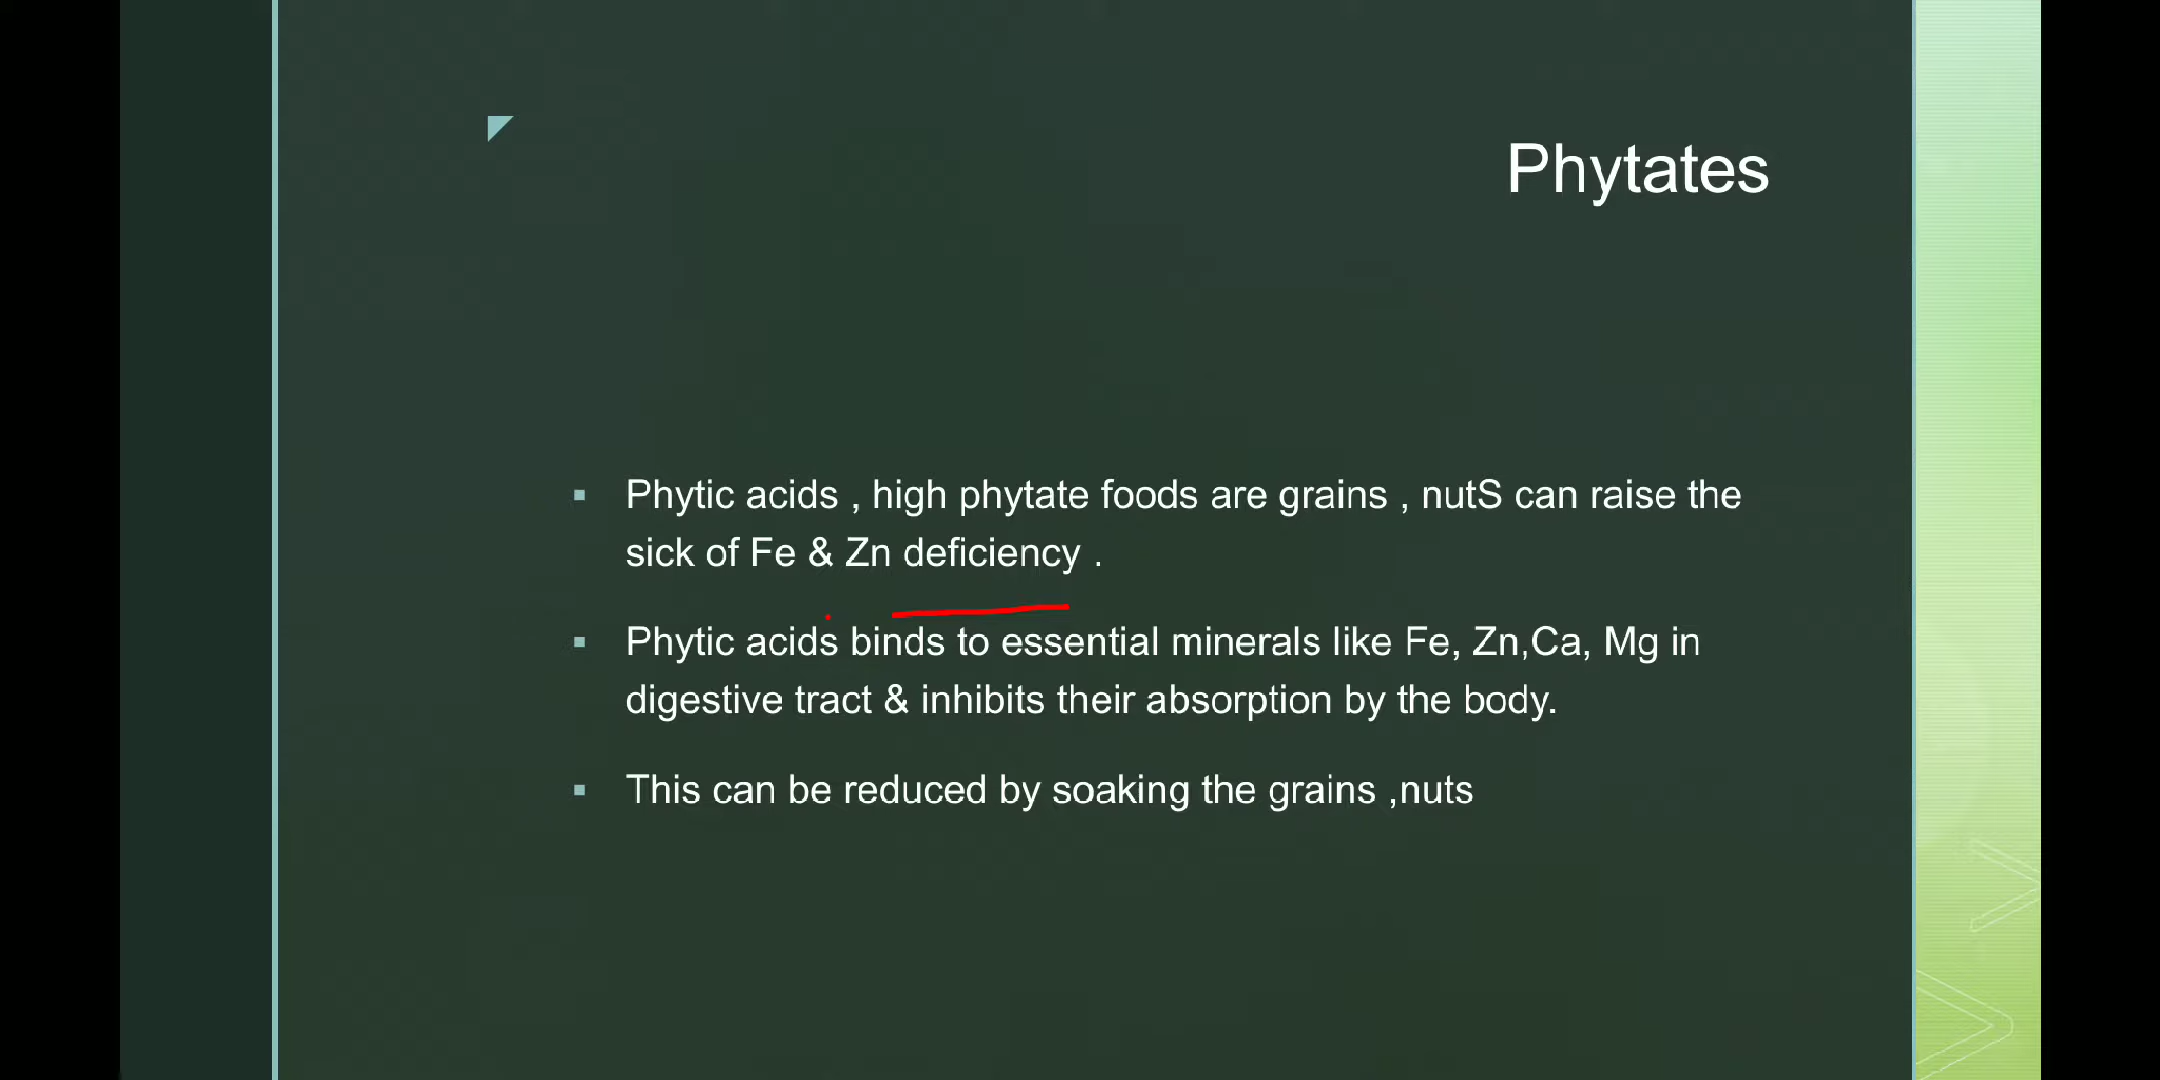 Phytates
Phytic acids , high phytate foods are grains , nutS can raise the
sick of Fe & Zn deficiency .
Phytic acids binds to essential minerals like Fe, Zn,Ca, Mg in
digestive tract & inhibits their absorption by the body.
This can be reduced by soaking the grains ,nuts